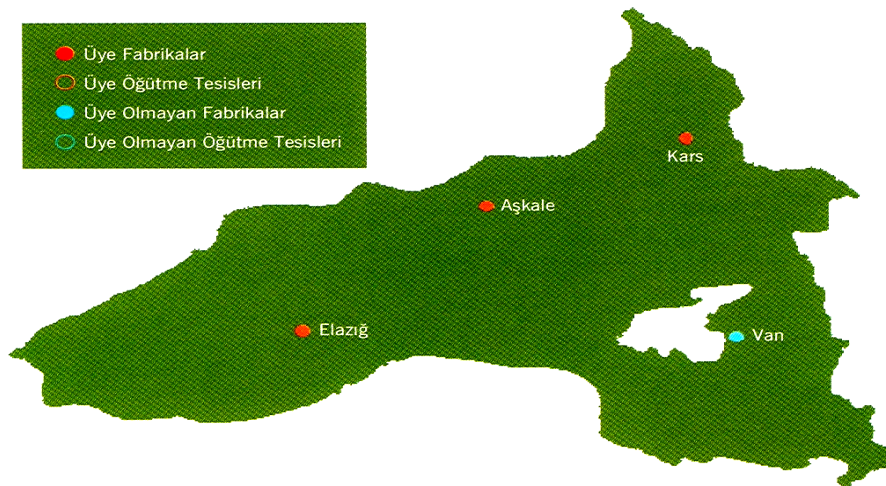 Üye Fabrikalar
Üye Öğütme Tesisleri
Üye Olmayan Fabrikalar
Üye Olmayan Öğütme Tesisleri
Kars
Aşkale
Elazığ
Van